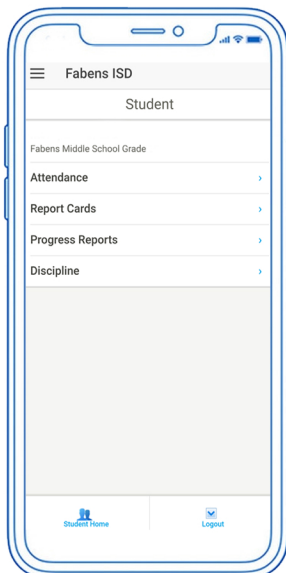 Fabens ISD
Student
Fabens Middle School Grade
Attendance
Report Cards
Progress Reports
Discipline
Student Home
Logout